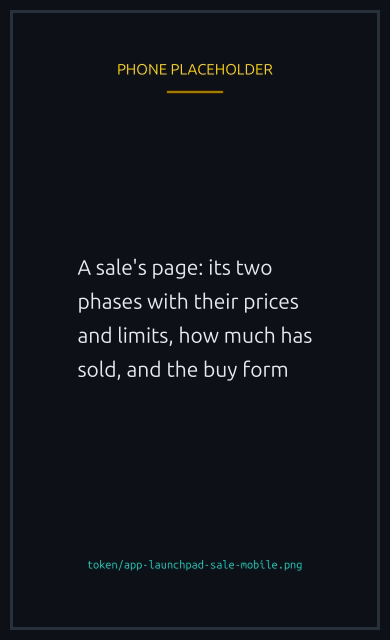 PHONE PLACEHOLDER
A sale's page: its two
phases with their prices
and limits, how much has
sold, and the buy form
token/app-launchpad-sale-mobile.png